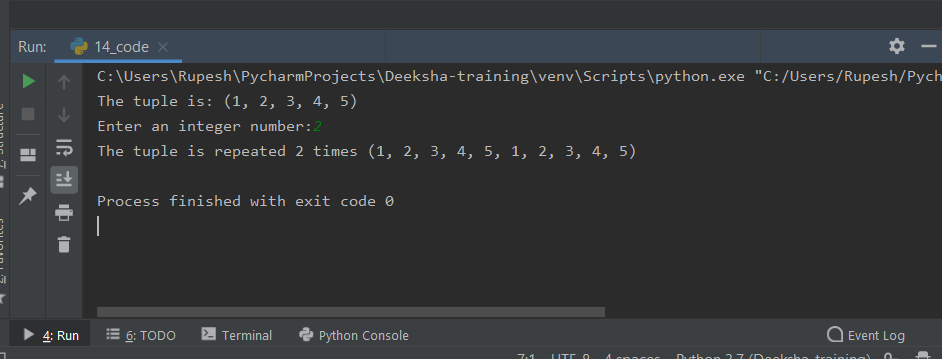 Run: 14_code
C:\Users\Rupesh\PycharmProjects\Deeksha-training\venv\Scripts\python.exe "C:/Users/Rupesh/Pych
The tuple is: (1, 2, 3, 4, 5)
Enter an integer number:2
The tuple is repeated 2 times (1, 2, 3, 4, 5, 1, 2, 3, 4, 5)
Process finished with exit code 0
4: Run 6: TODO Terminal Python Console Event Log
7:1 UTF-8 4 spaces Python 3.7 (Deeksha-training)